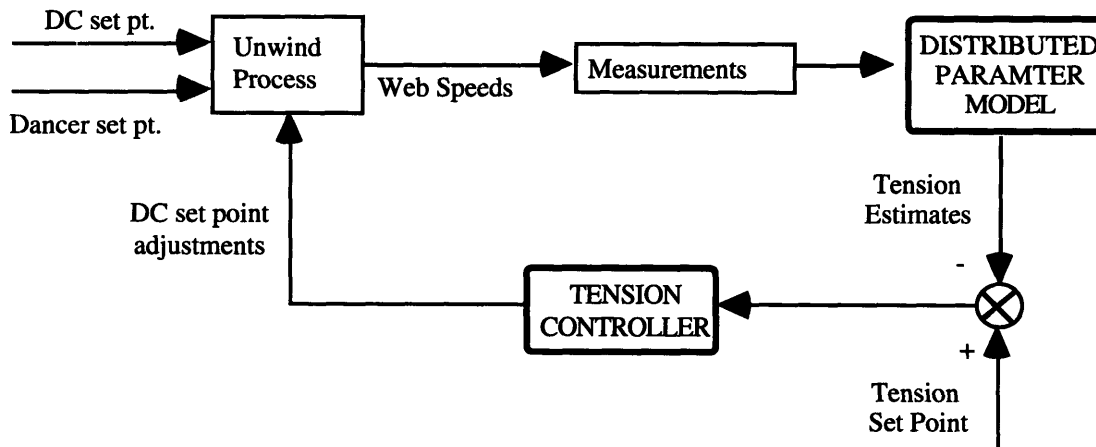 DC set pt.
Dancer set pt.
Unwind
Process
Web Speeds
Measurements
DISTRIBUTED
PARAMTER
MODEL
Tension
Estimates
-
+
Tension
Set Point
TENSION
CONTROLLER
DC set point
adjustments